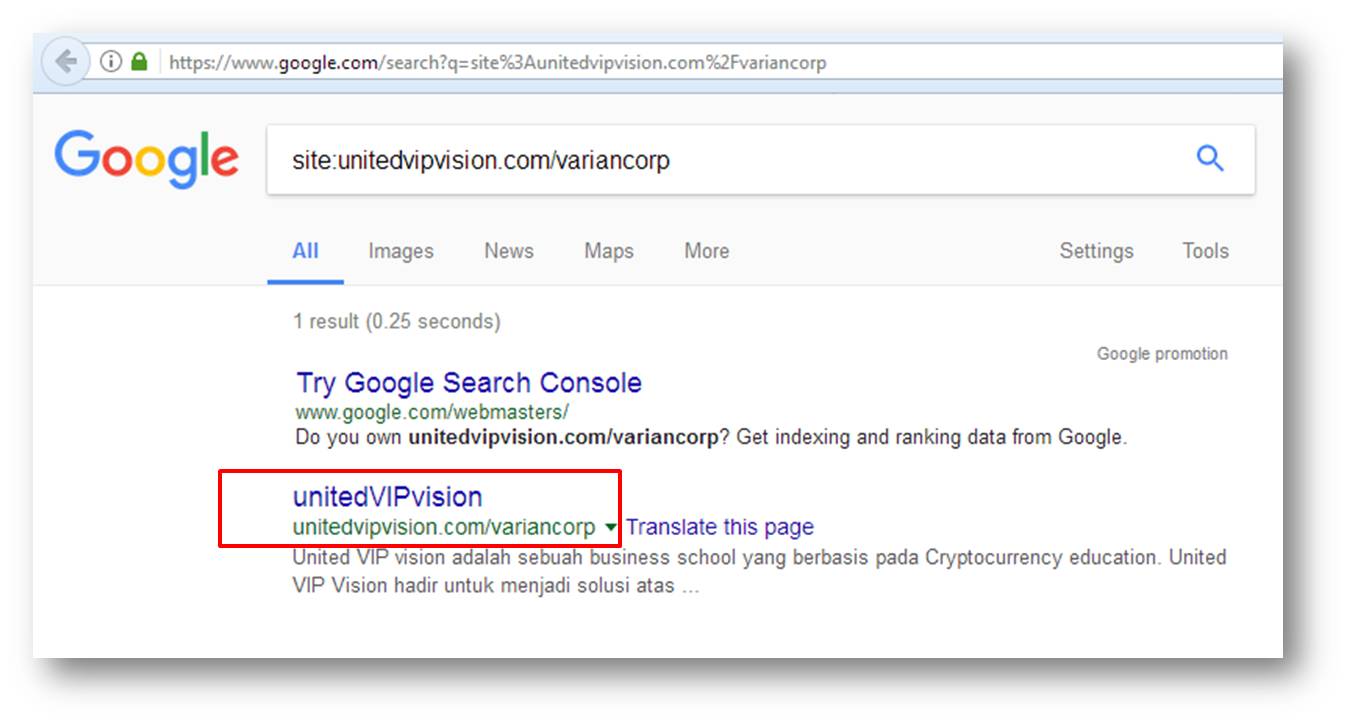 https://www.google.com/search?q=site%3Aunitedvipvision.com%2Fvariancorp
Google
site:unitedvipvision.com/variancorp
All Images News Maps More Settings Tools
1 result (0.25 seconds)
Google promotion
Try Google Search Console
www.google.com/webmasters/
Do you own unitedvipvision.com/variancorp? Get indexing and ranking data from Google.
unitedVIPvision
unitedvipvision.com/variancorp Translate this page
United VIP vision adalah sebuah business school yang berbasis pada Cryptocurrency education. United
VIP Vision hadir untuk menjadi solusi atas ...